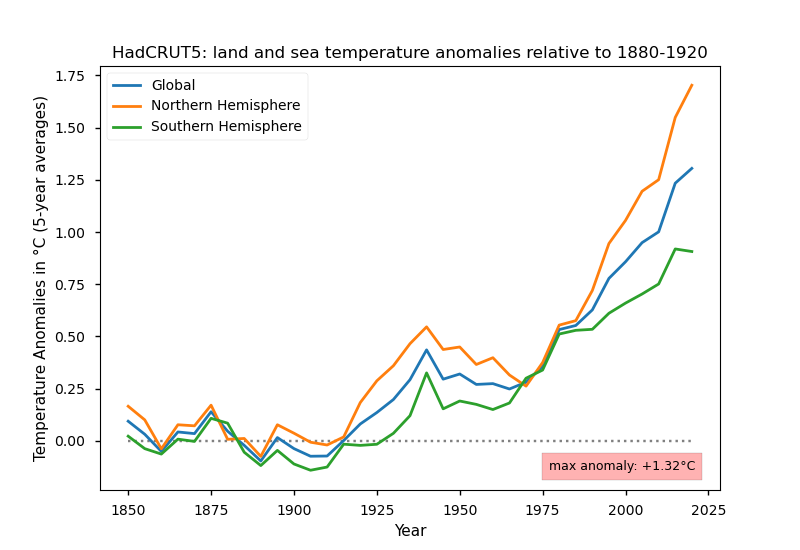 HadCRUT5: land and sea temperature anomalies relative to 1880-1920
Global
Northern Hemisphere
Southern Hemisphere
Temperature Anomalies in °C (5-year averages)
1.75
1.50
1.25
1.00
0.75
0.50
0.25
0.00
max anomaly: +1.32°C
1850 1875 1900 1925 1950 1975 2000 2025
Year